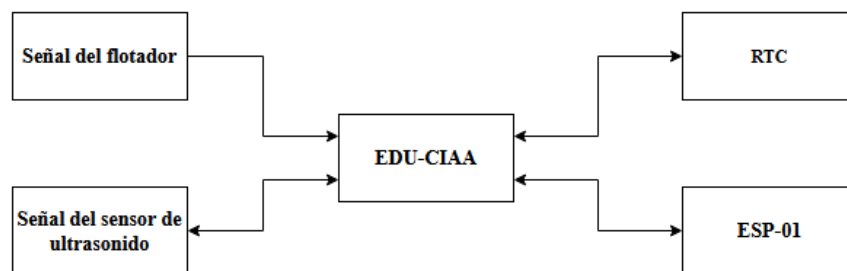 Señal del flotador
RTC
EDU-CIAA
Señal del sensor de
ultrasonido
ESP-01